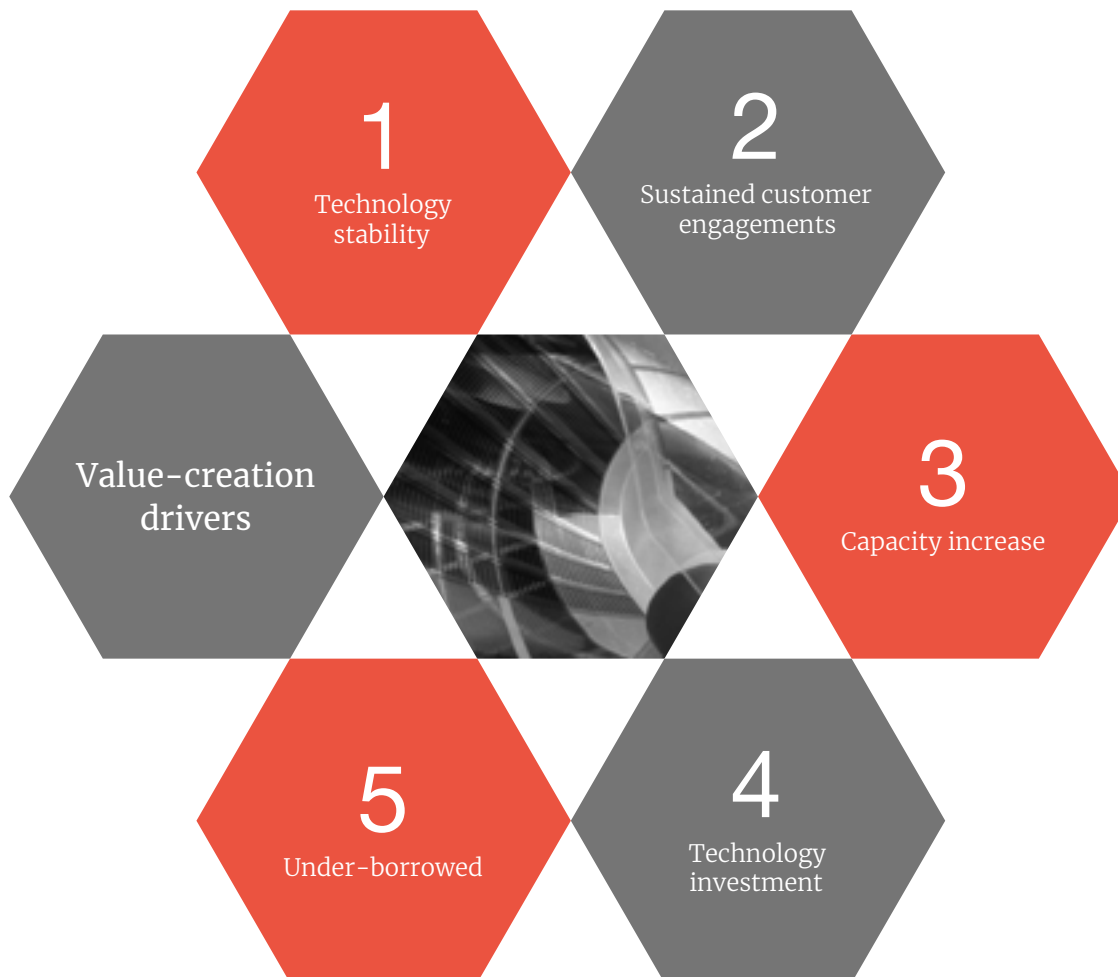 1
Technology
stability
2
Sustained customer
engagements
Value-creation
drivers
3
Capacity increase
5
Under-borrowed
4
Technology
investment